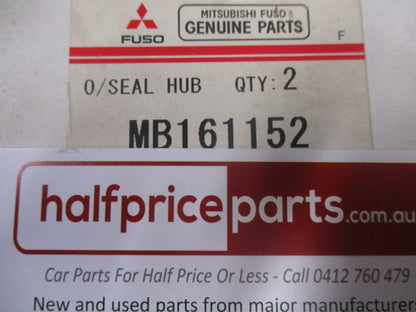 FUSO
MITSUBISHI FUSO
GENUINE PARTS
F
O/SEAL HUB QTY: 2
MB161152
halfpriceparts.com.au
Car Parts For Half Price Or Less - Call 0412 760 479
New and used parts from major manufacturers